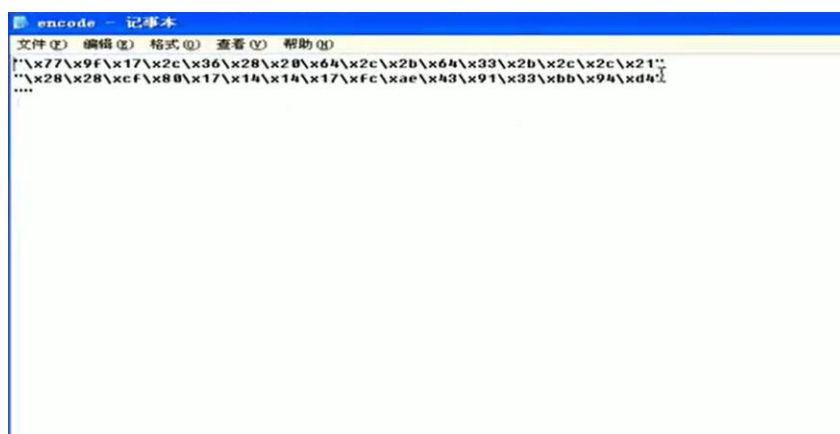 encode - 记事本
文件(F) 编辑(E) 格式(O) 查看(V) 帮助(H)
"\x77\x9f\x17\x2c\x36\x28\x20\x64\x2c\x2b\x64\x33\x2b\x2c\x2c\x21"
"\x28\x28\xcf\x80\x17\x14\x14\x17\xfc\xae\x43\x91\x33\xbb\x94\xd4"
""""